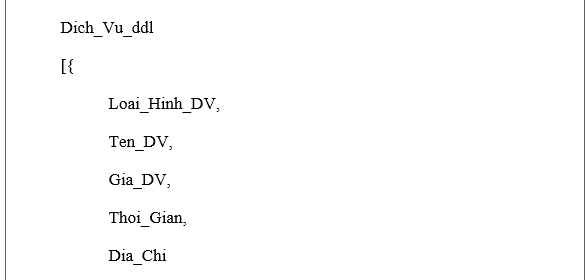 Dich_Vu_ddl
[{
Loai_Hinh_DV,
Ten_DV,
Gia_DV,
Thoi_Gian,
Dia_Chi